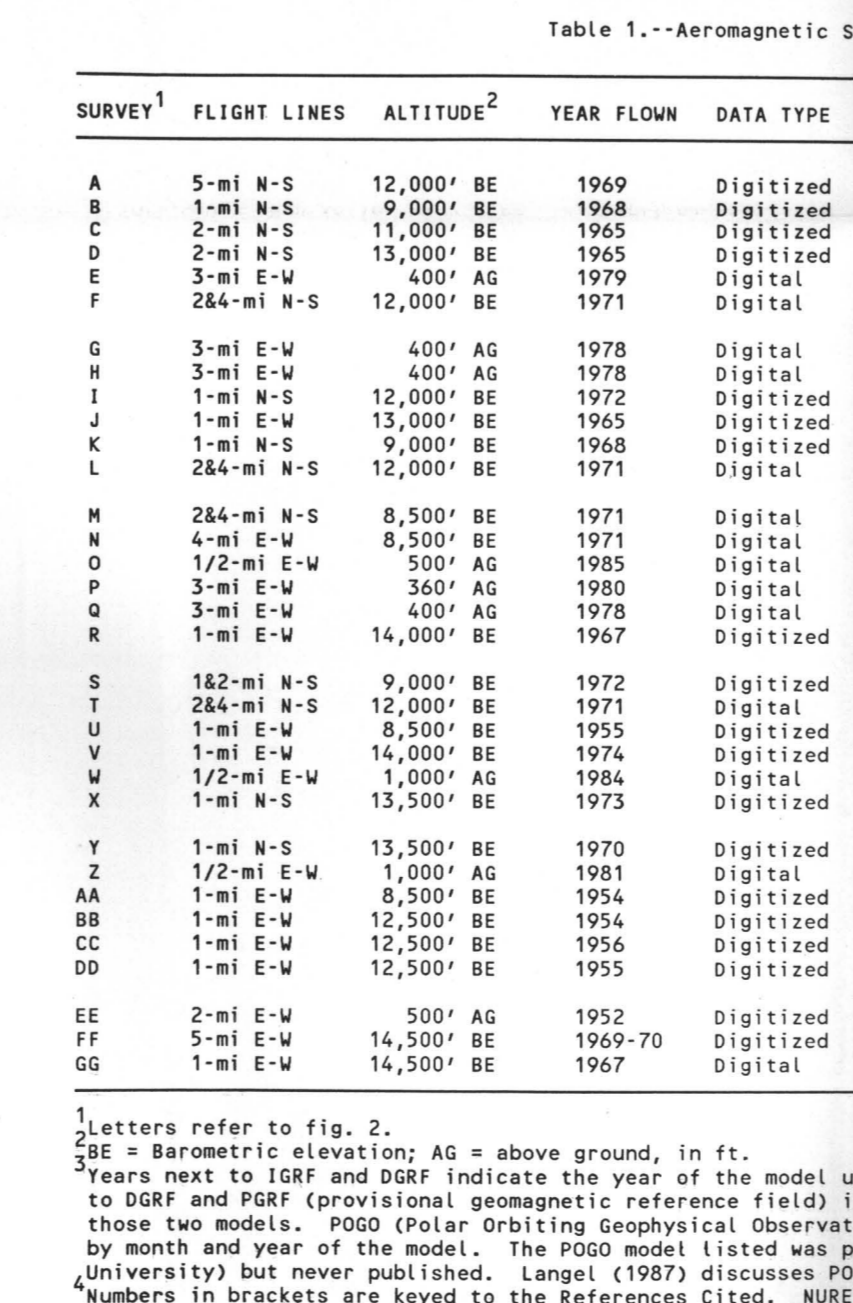 Table 1.--Aeromagnetic S
SURVEY1 FLIGHT LINES ALTITUDE2 YEAR FLOWN DATA TYPE
A 5-mi N-S 12,000' BE 1969 Digitized
B 1-mi N-S 9,000' BE 1968 Digitized
C 2-mi N-S 11,000' BE 1965 Digitized
D 2-mi N-S 13,000' BE 1965 Digitized
E 3-mi E-W 400' AG 1979 Digital
F 2&4-mi N-S 12,000' BE 1971 Digital
G 3-mi E-W 400' AG 1978 Digital
H 3-mi E-W 400' AG 1978 Digital
I 1-mi N-S 12,000' BE 1972 Digitized
J 1-mi E-W 13,000' BE 1965 Digitized
K 1-mi N-S 9,000' BE 1968 Digitized
L 2&4-mi N-S 12,000' BE 1971 Digital
M 2&4-mi N-S 8,500' BE 1971 Digital
N 4-mi E-W 8,500' BE 1971 Digital
O 1/2-mi E-W 500' AG 1985 Digital
P 3-mi E-W 360' AG 1980 Digital
Q 3-mi E-W 400' AG 1978 Digital
R 1-mi E-W 14,000' BE 1967 Digitized
S 1&2-mi N-S 9,000' BE 1972 Digitized
T 2&4-mi N-S 12,000' BE 1971 Digital
U 1-mi E-W 8,500' BE 1955 Digitized
V 1-mi E-W 14,000' BE 1974 Digitized
W 1/2-mi E-W 1,000' AG 1984 Digital
X 1-mi N-S 13,500' BE 1973 Digitized
Y 1-mi N-S 13,500' BE 1970 Digitized
Z 1/2-mi E-W 1,000' AG 1981 Digital
AA 1-mi E-W 8,500' BE 1954 Digitized
BB 1-mi E-W 12,500' BE 1954 Digitized
CC 1-mi E-W 12,500' BE 1956 Digitized
DD 1-mi E-W 12,500' BE 1955 Digitized
EE 2-mi E-W 500' AG 1952 Digitized
FF 5-mi E-W 14,500' BE 1969-70 Digitized
GG 1-mi E-W 14,500' BE 1967 Digital
1Letters refer to fig. 2.
2BE = Barometric elevation; AG = above ground, in ft.
3Years next to IGRF and DGRF indicate the year of the model u
to DGRF and PGRF (provisional geomagnetic reference field) i
those two models. POGO (Polar Orbiting Geophysical Observat
by month and year of the model. The POGO model listed was p
University) but never published. Langel (1987) discusses PO
4Numbers in brackets are keyed to the References Cited. NURE